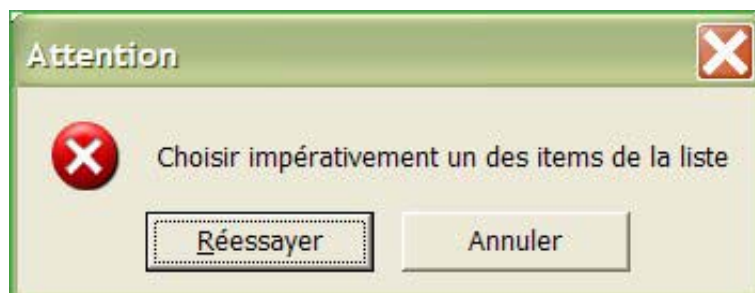 Attention
Choisir impérativement un des items de la liste
Réessayer
Annuler